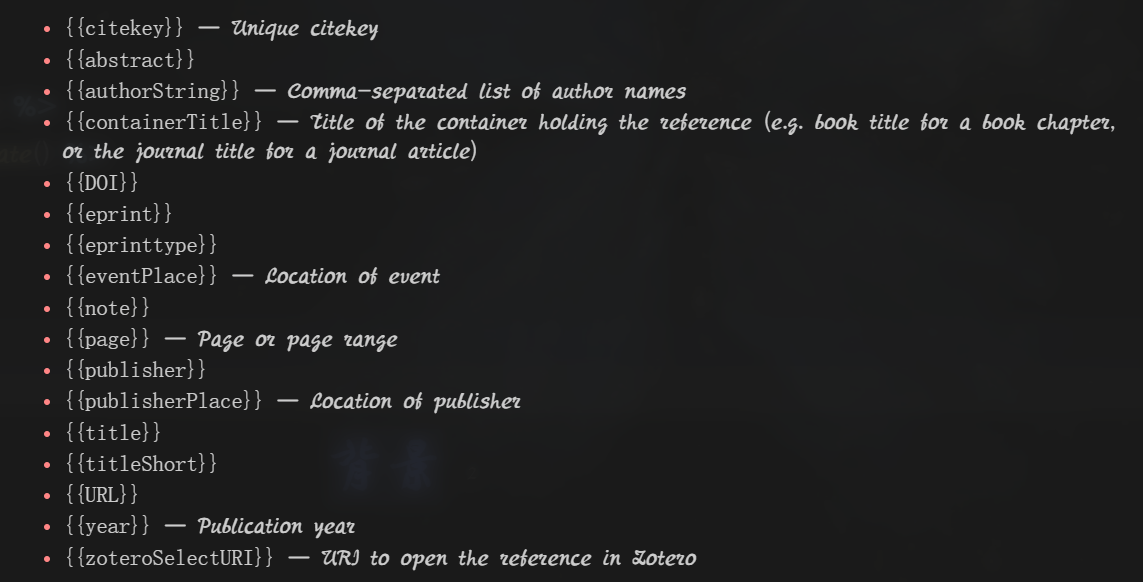 • {{citekey}} — Unique citekey
• {{abstract}}
• {{authorString}} — Comma-separated list of author names
• {{containerTitle}} — Title of the container holding the reference (e.g. book title for a book chapter,
or the journal title for a journal article)
• {{DOI}}
• {{eprint}}
• {{eprinttype}}
• {{eventPlace}} — Location of event
• {{note}}
• {{page}} — Page or page range
• {{publisher}}
• {{publisherPlace}} — Location of publisher
• {{title}}
• {{titleShort}}
• {{URL}}
• {{year}} — Publication year
• {{zoteroSelectURI}} — URI to open the reference in Zotero